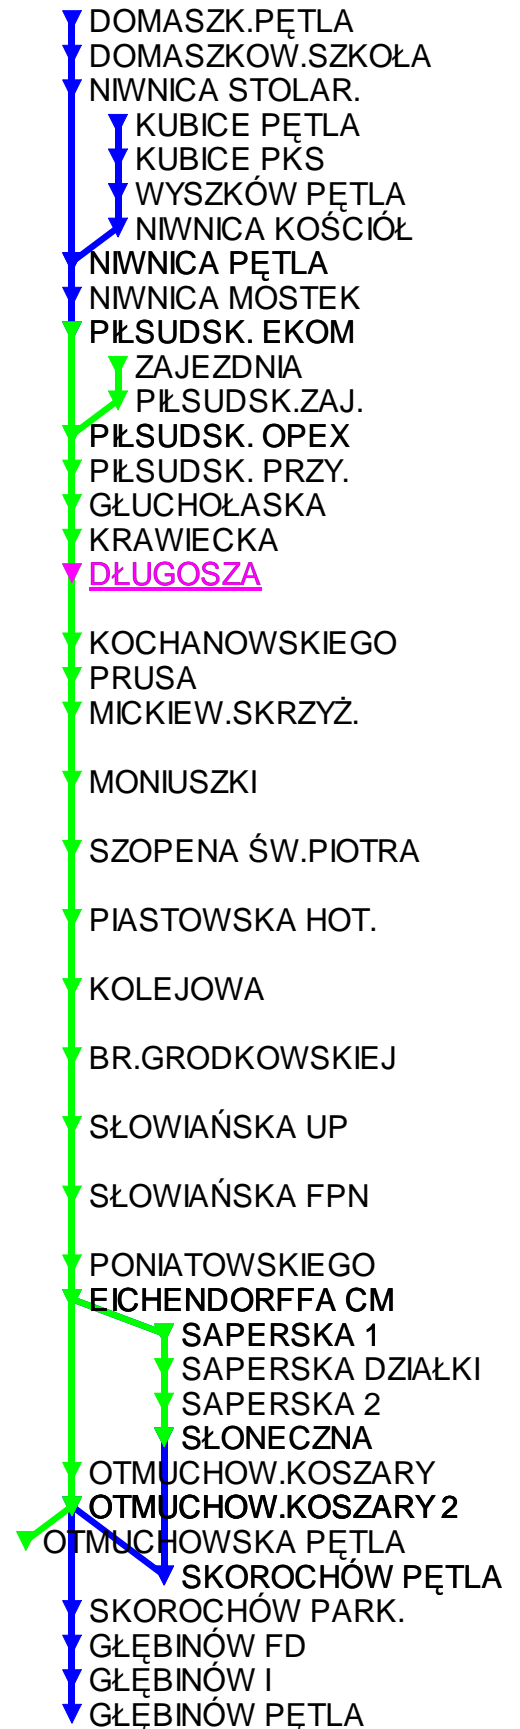 DOMASZK.PĘTLA
DOMASZKOW.SZKOŁA
NIWNICA STOLAR.
KUBICE PĘTLA
KUBICE PKS
WYSZKÓW PĘTLA
NIWNICA KOŚCIÓŁ
NIWNICA PĘTLA
NIWNICA MOSTEK
PIŁSUDSK. EKOM
ZAJEZDNIA
PIŁSUDSK.ZAJ.
PIŁSUDSK. OPEX
PIŁSUDSK. PRZY.
GŁUCHOŁASKA
KRAWIECKA
DŁUGOSZA
KOCHANOWSKIEGO
PRUSA
MICKIEW.SKRZYŻ.
MONIUSZKI
SZOPENA ŚW.PIOTRA
PIASTOWSKA HOT.
KOLEJOWA
BR.GRODKOWSKIEJ
SŁOWIAŃSKA UP
SŁOWIAŃSKA FPN
PONIATOWSKIEGO
EICHENDORFFA CM
SAPERSKA 1
SAPERSKA DZIAŁKI
SAPERSKA 2
SŁONECZNA
OTMUCHOW.KOSZARY
OTMUCHOW.KOSZARY 2
OTMUCHOWSKA PĘTLA
SKOROCHÓW PĘTLA
SKOROCHÓW PARK.
GŁĘBINÓW FD
GŁĘBINÓW I
GŁĘBINÓW PĘTLA